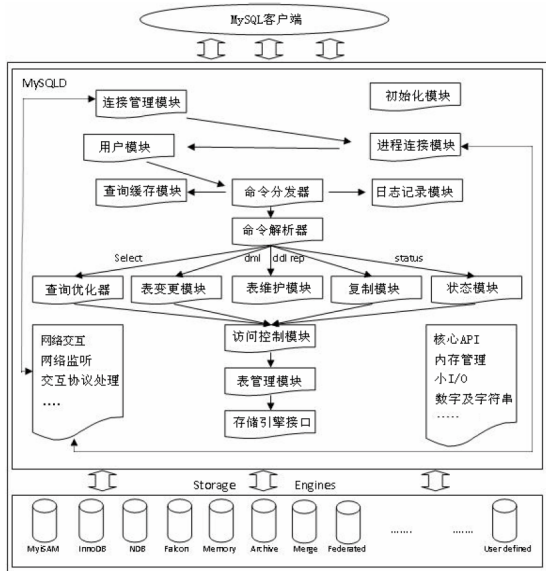 MySQL客户端
MySQLD
连接管理模块
初始化模块
用户模块
进程连接模块
查询缓存模块
命令分发器
日志记录模块
命令解析器
Select
dml
ddl
rep
status
查询优化器
表变更模块
表维护模块
复制模块
状态模块
网络交互
网络监听
交互协议处理
....
访问控制模块
表管理模块
存储引擎接口
核心API
内存管理
小I/O
数字及字符串
.....
Storage Engines
MyiSAM
InnoDB
NDB
Falcon
Memory
Archive
Merge
Federated
.......
.......
User defined